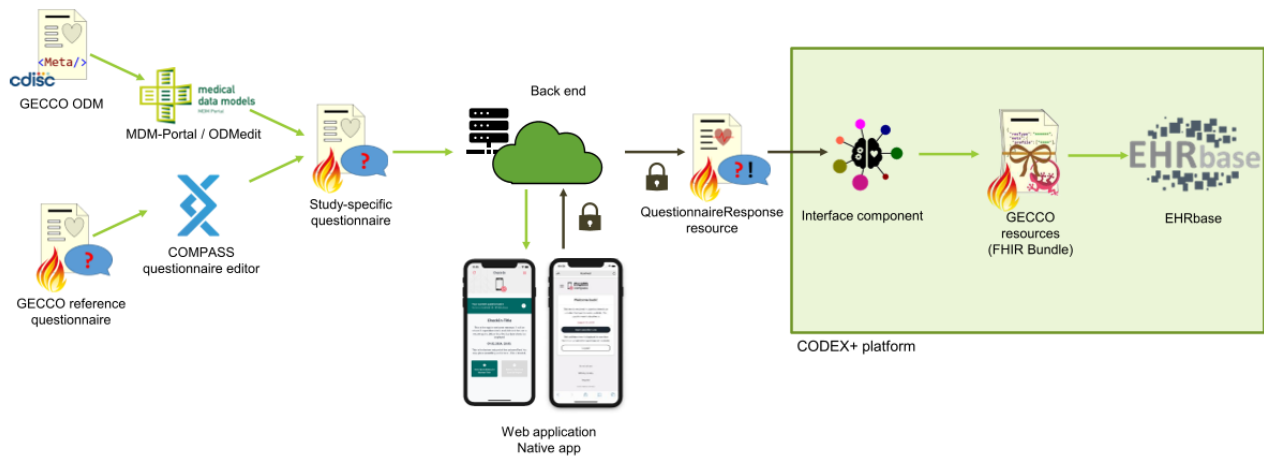 <Meta/>
cdisc
GECCO ODM
medical
data models
MDM Portal
MDM-Portal / ODMedit
?
GECCO reference
questionnaire
COMPASS
questionnaire editor
?
Study-specific
questionnaire
Back end
Web application
Native app
?!
QuestionnaireResponse
resource
Interface component
GECCO
resources
(FHIR Bundle)
EHRbase
EHRbase
CODEX+ platform